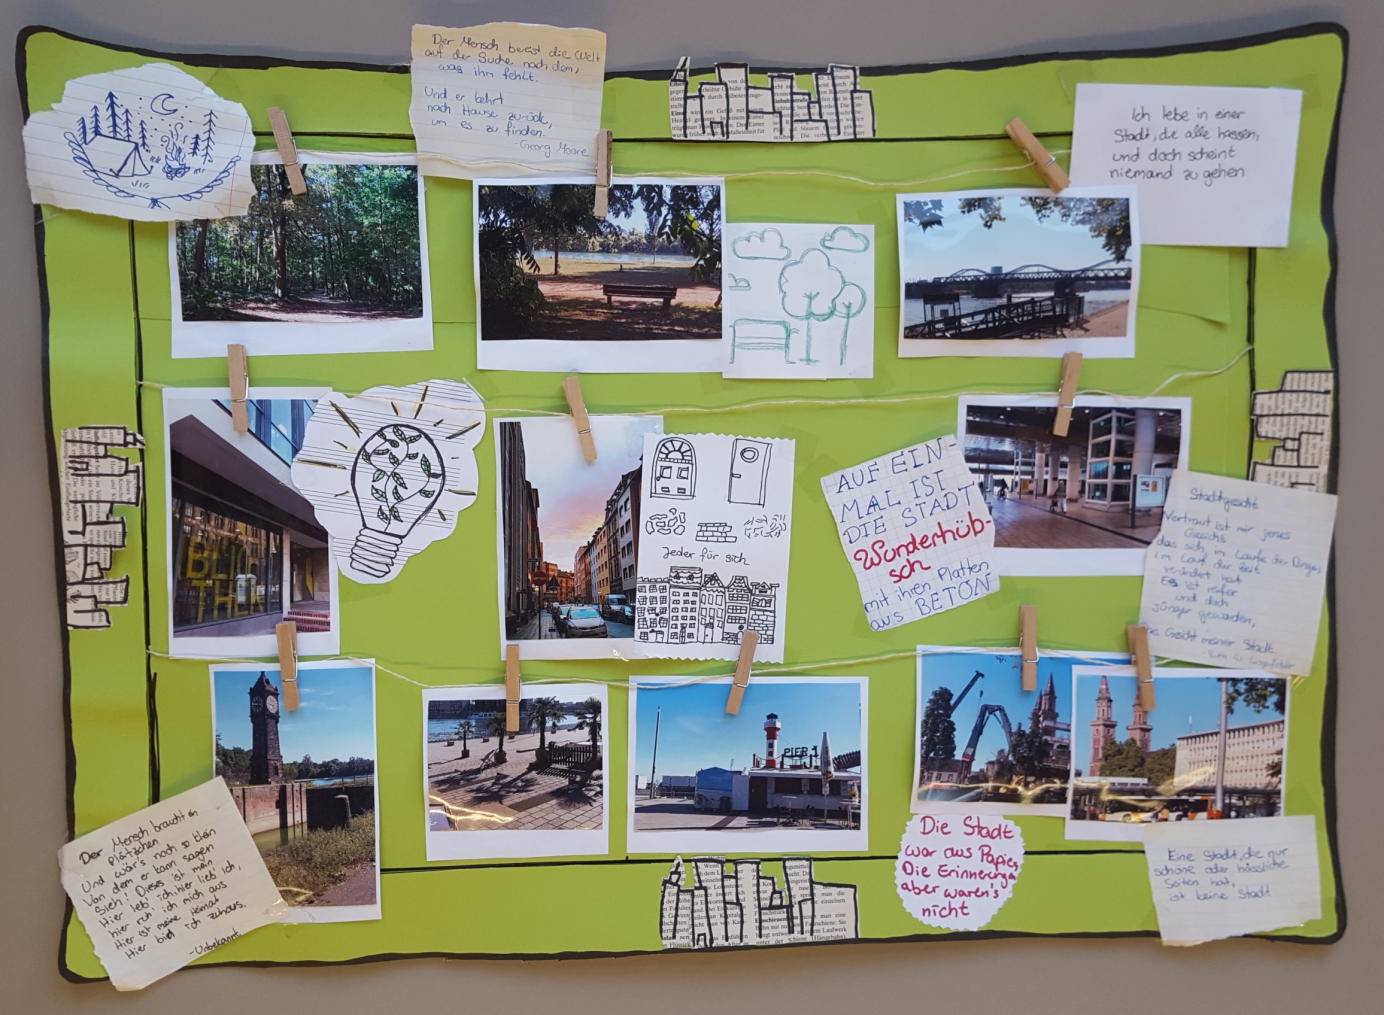 Der Mensch bereist die Welt
auf der Suche nach dem,
was ihm fehlt.
Und er kehrt
nach Hause zurück,
um es zu finden.
- Georg Moore
Ich lebe in einer
Stadt, die alle hassen,
und doch scheint
niemand zu gehen
Jeder für sich
AUF EIN-
MAL IST
DIE STADT
Wunderhüb-
sch
mit ihren Platten
aus BETON
Stadtgesicht
Vertraut ist mir jenes
Gesicht
das sich, im Laufe der Dinge,
im Lauf der Zeit
verändert hat
Es ist reifer
und doch
jünger geworden,
das Gesicht meiner Stadt.
PIER 1
Der Mensch braucht ein
plätzchen
Und wär's noch so klein
Von dem er kann sagen
Sieh! Dieses ist mein
Hier leb' ich, hier lieb' ich,
hier ruh ich mich aus
Hier ist meine Heimat
Hier bin ich zuhaus.
- Unbekannt
Die Stadt
war aus Papier,
Die Erinnerungen
aber waren's
nicht
Eine Stadt, die nur
schöne oder hässliche
Seiten hat,
ist keine Stadt